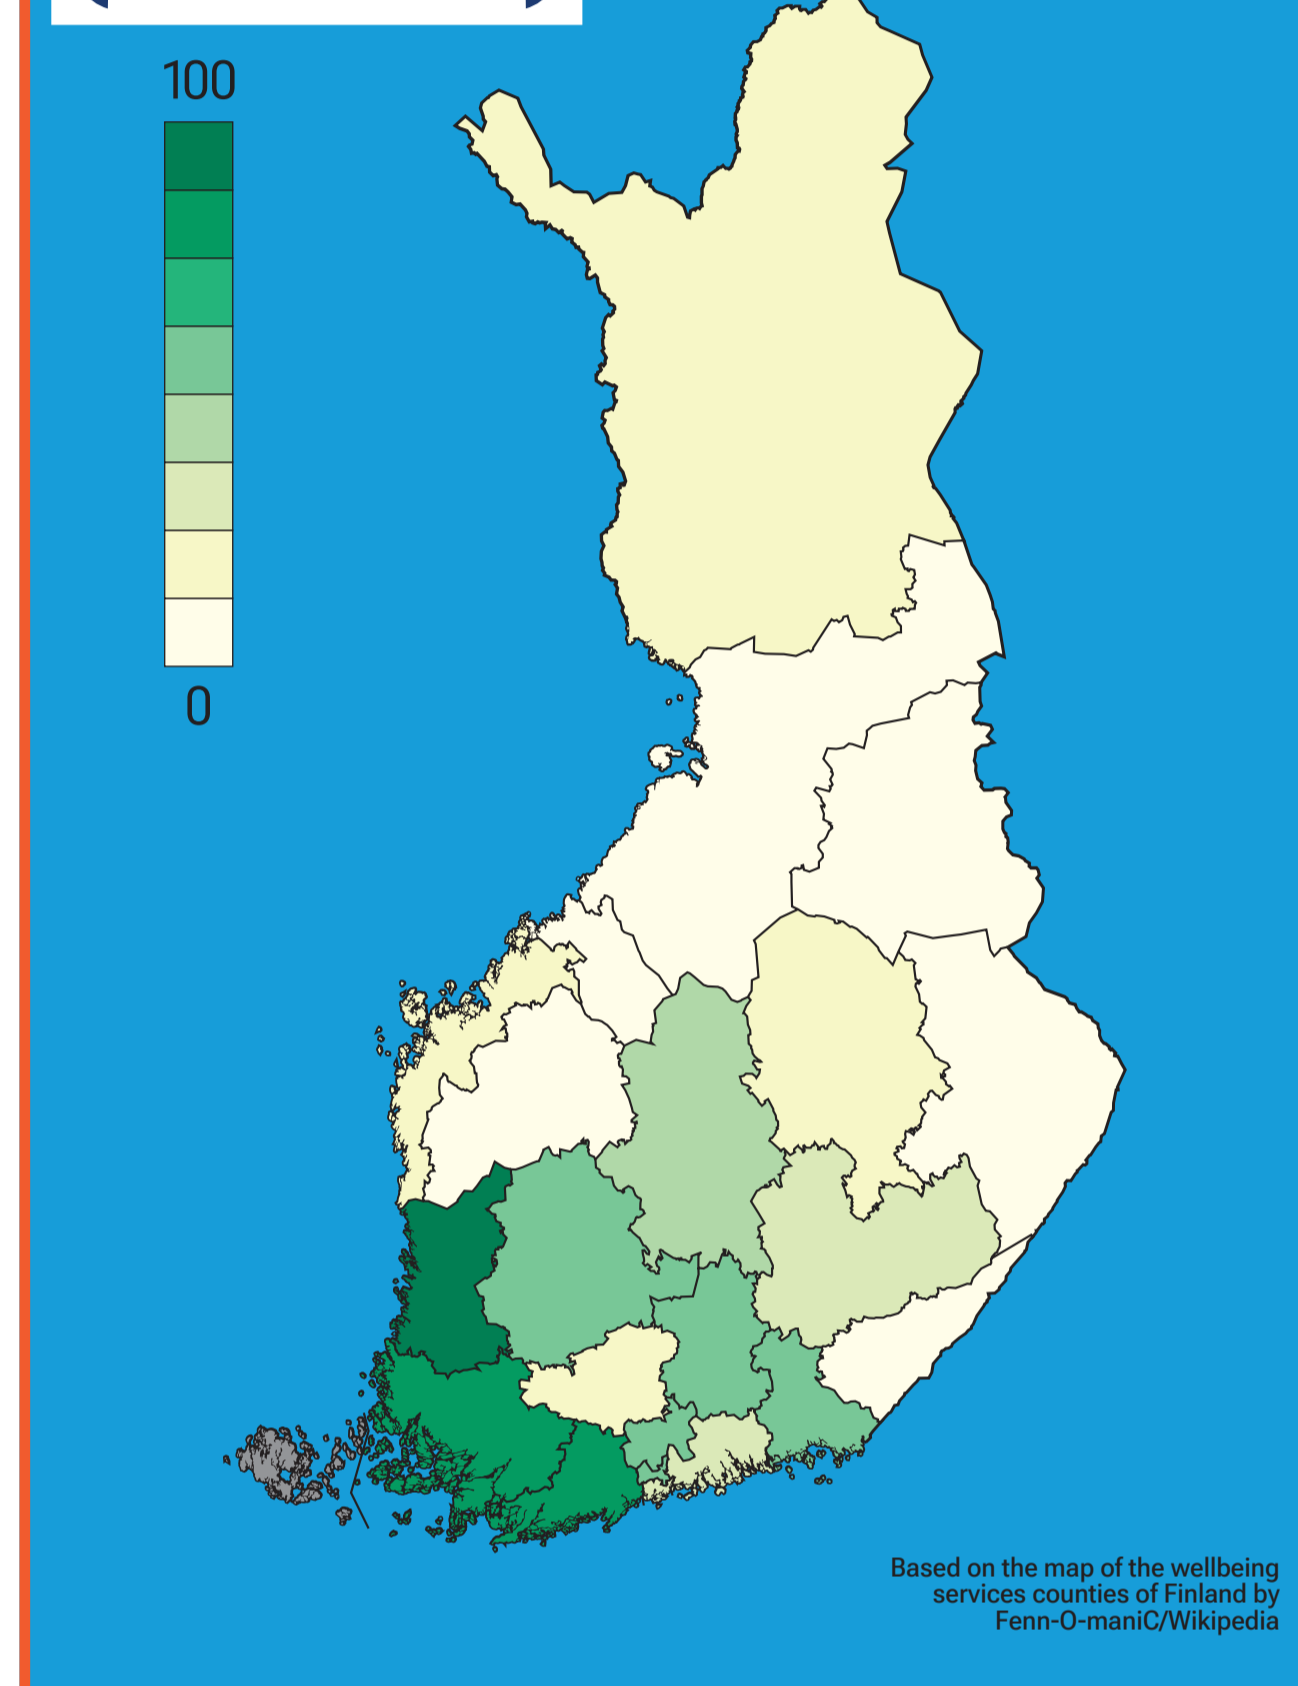 100
0
Based on the map of the wellbeing
services counties of Finland by
Fenn-O-maniC/Wikipedia